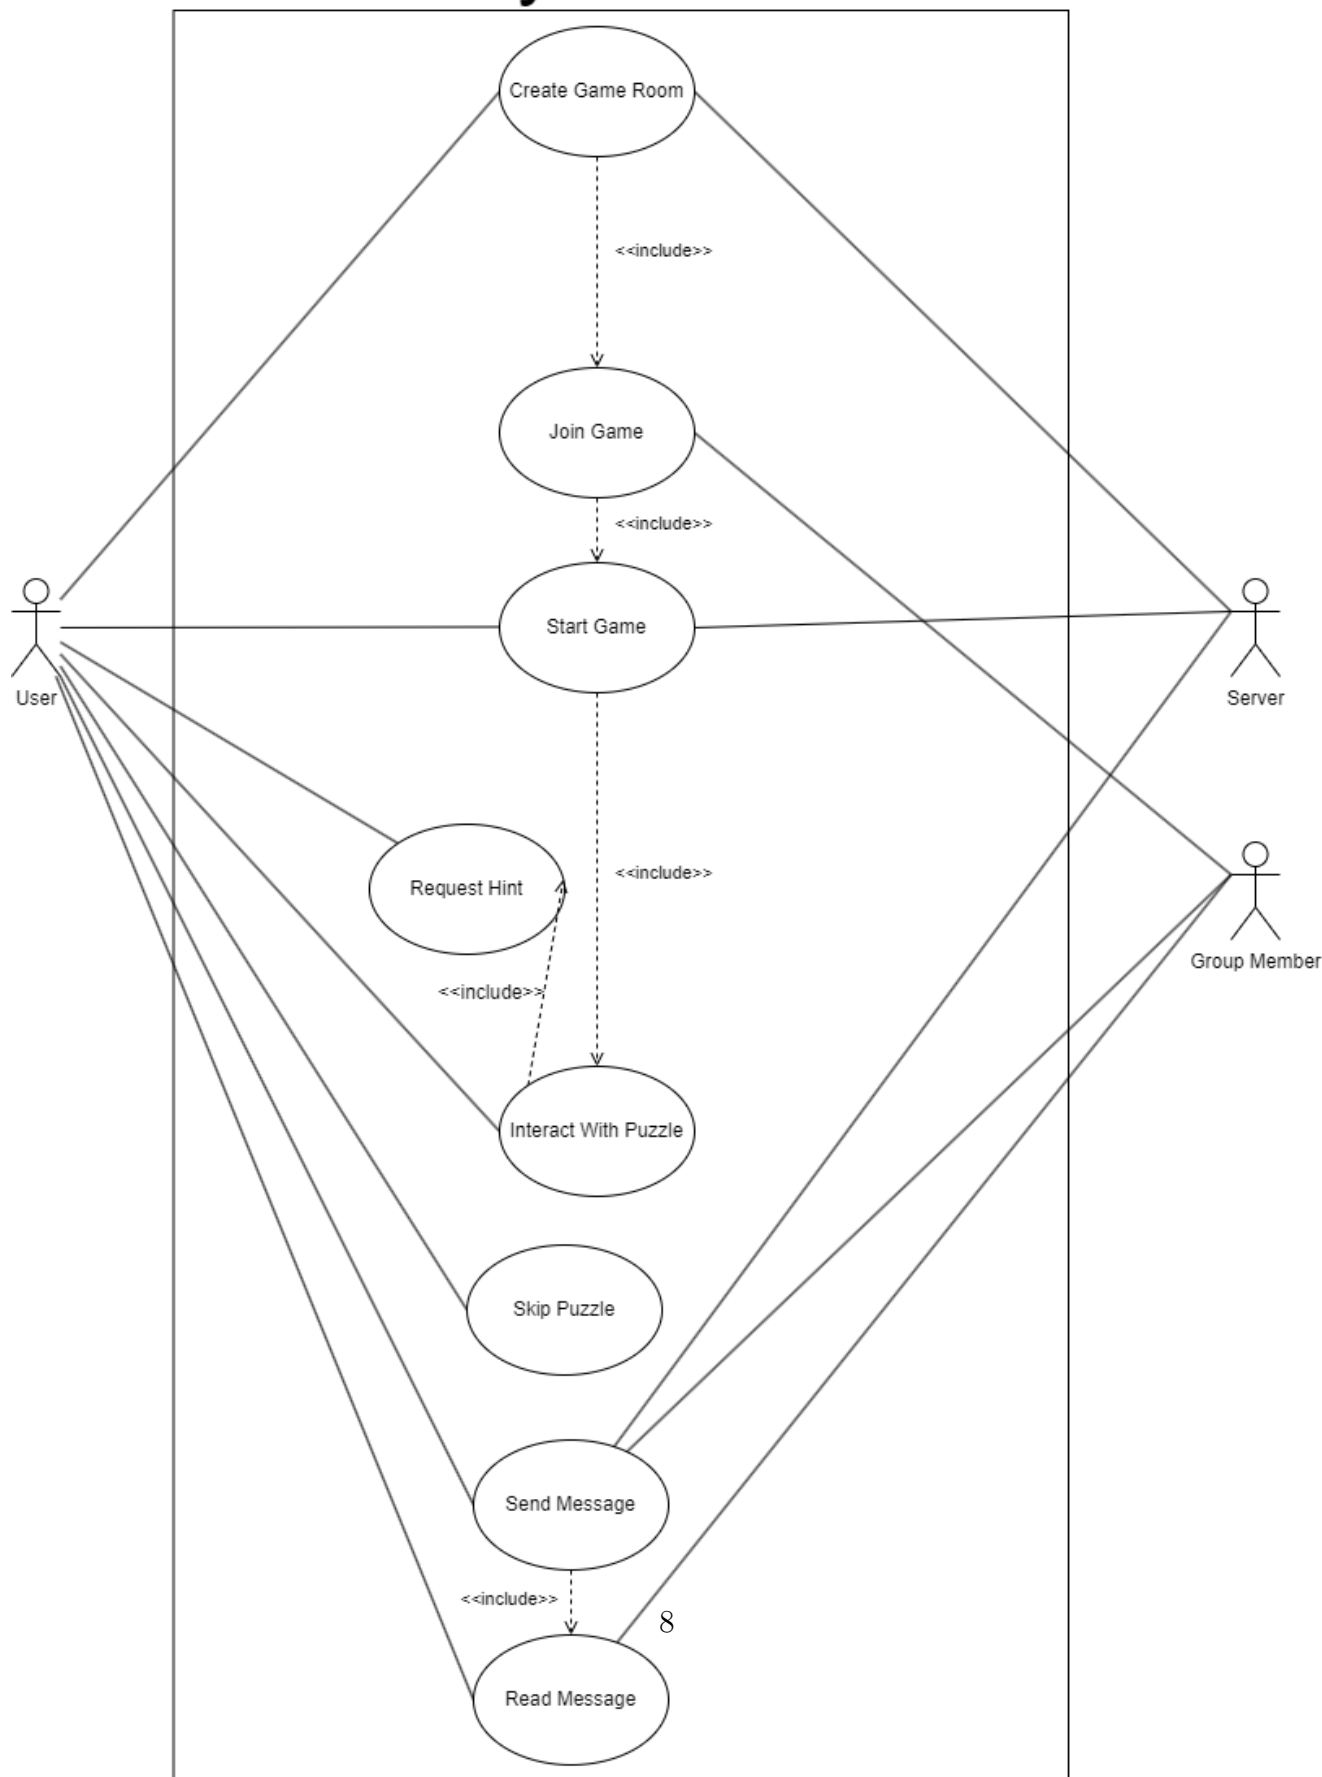 Create Game Room
<<include>>
Join Game
<<include>>
Start Game
User
Server
<<include>>
Request Hint
Group Member
<<include>>
Interact With Puzzle
Skip Puzzle
Send Message
<<include>>
8
Read Message